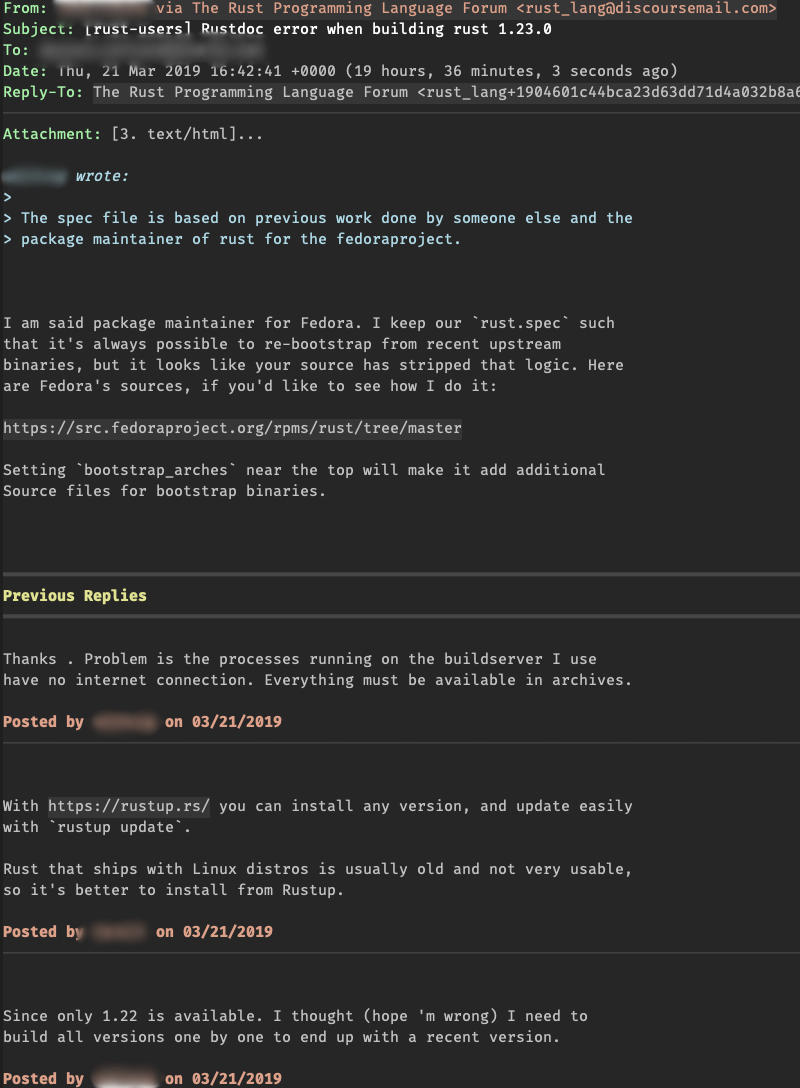 From: via The Rust Programming Language Forum <rust_lang@discoursemail.com>
Subject: [rust-users] Rustdoc error when building rust 1.23.0
To:
Date: Thu, 21 Mar 2019 16:42:41 +0000 (19 hours, 36 minutes, 3 seconds ago)
Reply-To: The Rust Programming Language Forum <rust_lang+1904601c44bca23d63dd71d4a032b8a6
Attachment: [3. text/html]...
wrote:
>
> The spec file is based on previous work done by someone else and the
> package maintainer of rust for the fedoraproject.
I am said package maintainer for Fedora. I keep our `rust.spec` such
that it's always possible to re-bootstrap from recent upstream
binaries, but it looks like your source has stripped that logic. Here
are Fedora's sources, if you'd like to see how I do it:
https://src.fedoraproject.org/rpms/rust/tree/master
Setting `bootstrap_arches` near the top will make it add additional
Source files for bootstrap binaries.
Previous Replies
Thanks . Problem is the processes running on the buildserver I use
have no internet connection. Everything must be available in archives.
Posted by on 03/21/2019
With https://rustup.rs/ you can install any version, and update easily
with `rustup update`.
Rust that ships with Linux distros is usually old and not very usable,
so it's better to install from Rustup.
Posted by on 03/21/2019
Since only 1.22 is available. I thought (hope 'm wrong) I need to
build all versions one by one to end up with a recent version.
Posted by on 03/21/2019